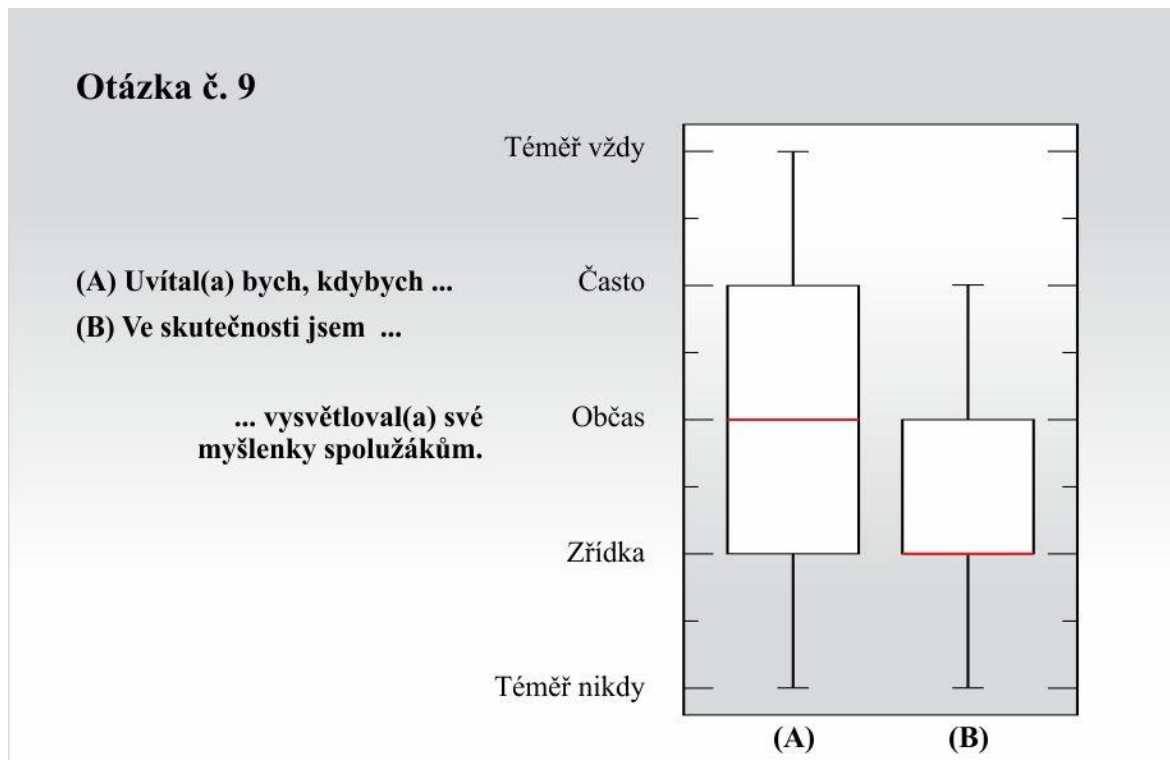 Otázka č. 9
Téměř vždy
(A) Uvítal(a) bych, kdybych ...
Často
(B) Ve skutečnosti jsem ...
... vysvětloval(a) své
Občas
myšlenky spolužákům.
Zřídka
Téměř nikdy
(A)
(B)